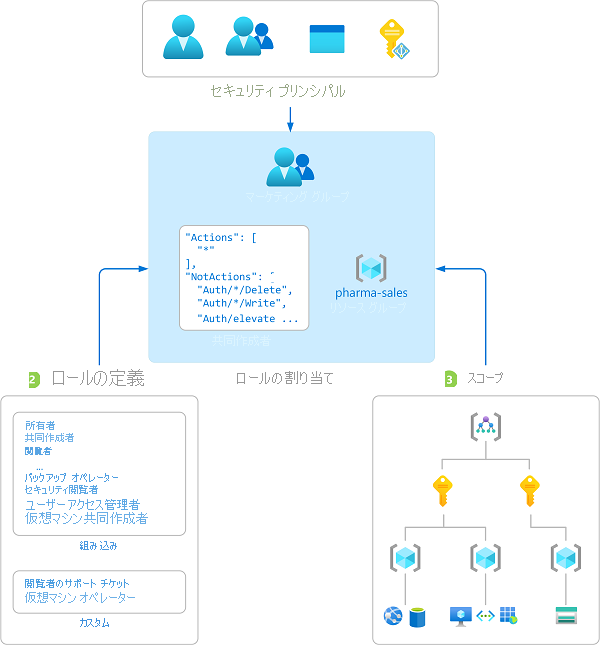 セキュリティ プリンシパル
マーケティング グループ
"Actions": [
"*"
],
"NotActions": [
"Auth/*/Delete",
"Auth/*/Write",
"Auth/elevate ...
pharma-sales
リソース グループ
共同作成者
2 ロールの定義
ロールの割り当て
3 スコープ
所有者
共同作成者
閲覧者
...
バックアップ オペレーター
セキュリティ閲覧者
ユーザーアクセス管理者
仮想マシン共同作成者
組み込み
閲覧者のサポート チケット
仮想マシン オペレーター
カスタム